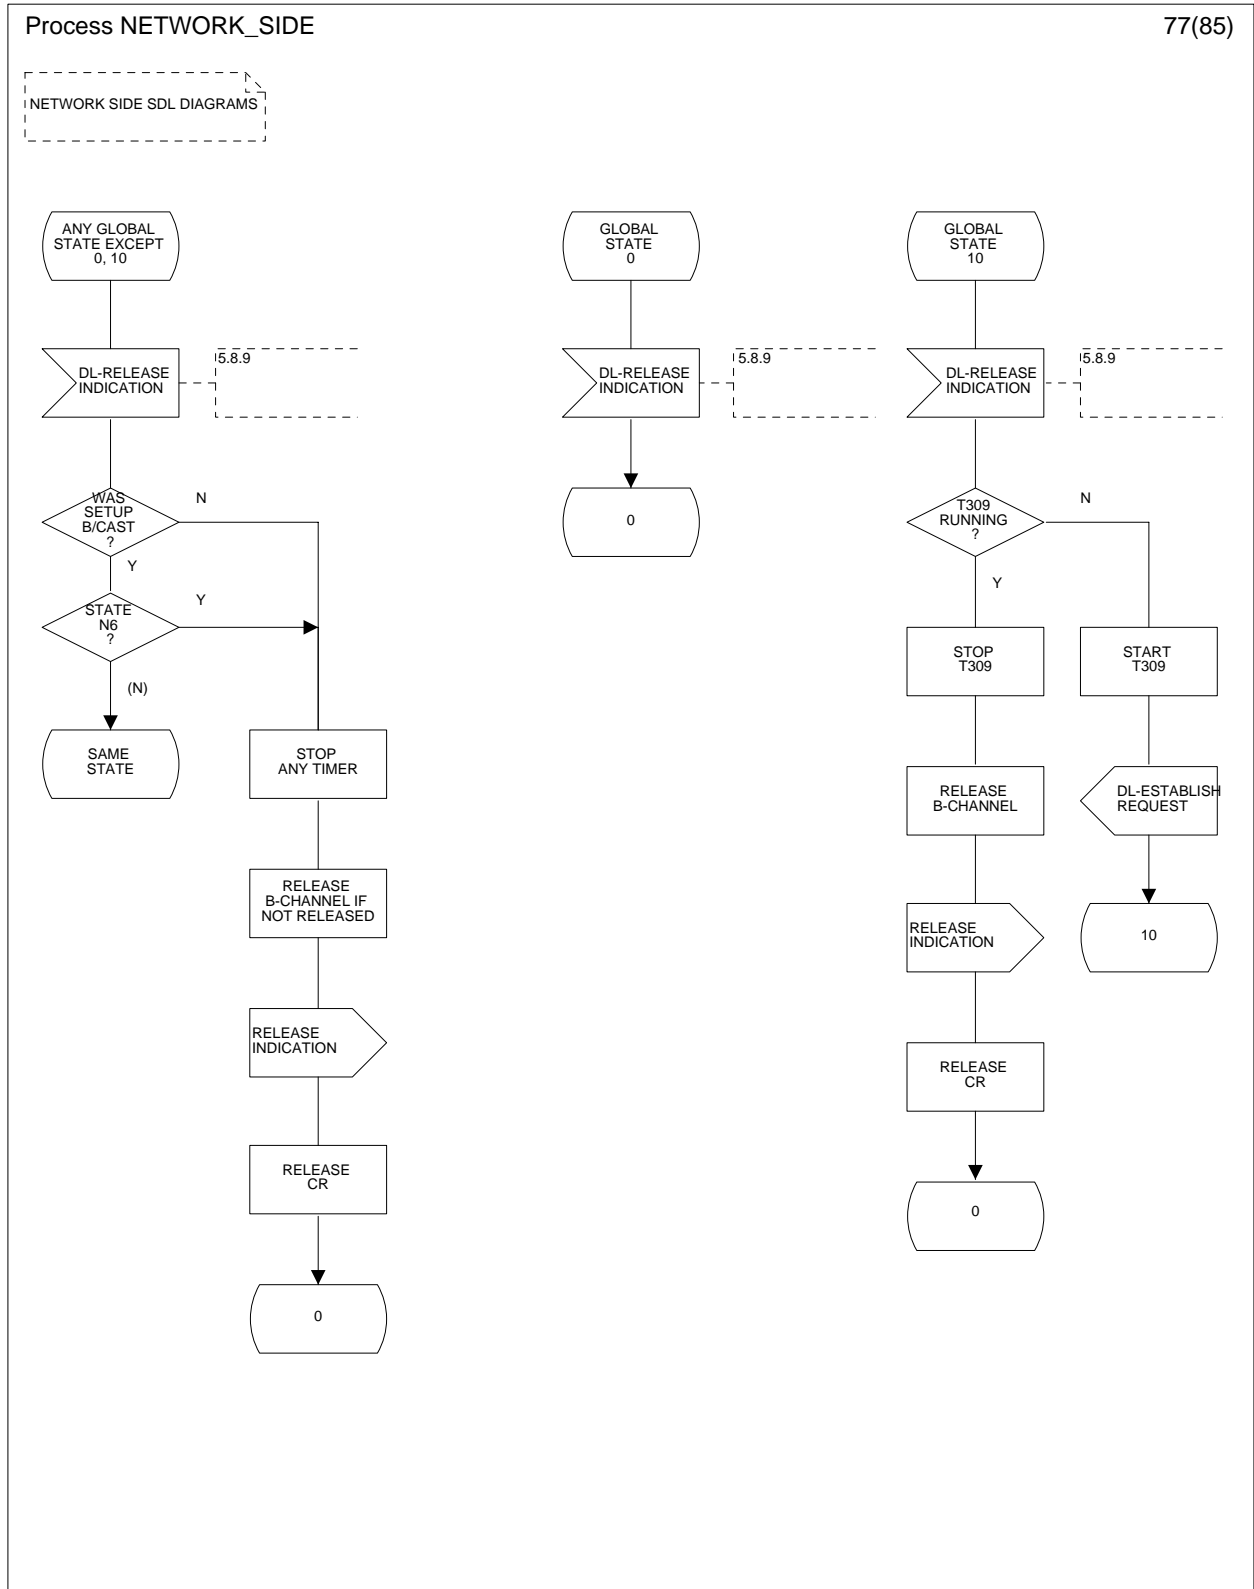 Process NETWORK_SIDE
77(85)
NETWORK SIDE SDL DIAGRAMS
ANY GLOBAL
STATE EXCEPT
0, 10
DL-RELEASE
INDICATION
5.8.9
WAS
SETUP
B/CAST
?
N
Y
STATE
N6
?
Y
(N)
SAME
STATE
STOP
ANY TIMER
RELEASE
B-CHANNEL IF
NOT RELEASED
RELEASE
INDICATION
RELEASE
CR
0
GLOBAL
STATE
0
DL-RELEASE
INDICATION
5.8.9
0
GLOBAL
STATE
10
DL-RELEASE
INDICATION
5.8.9
T309
RUNNING
?
N
Y
STOP
T309
RELEASE
B-CHANNEL
RELEASE
INDICATION
RELEASE
CR
0
START
T309
DL-ESTABLISH
REQUEST
10